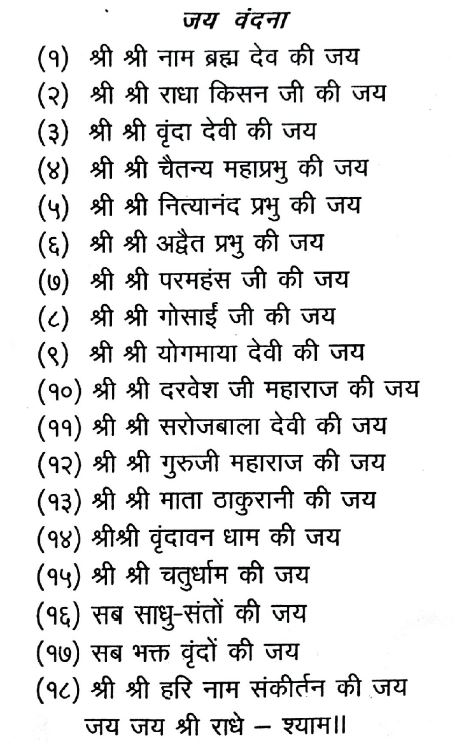 जय वंदना
(१) श्री श्री नाम ब्रह्म देव की जय
(२) श्री श्री राधा किसन जी की जय
(३) श्री श्री वृंदा देवी की जय
(४) श्री श्री चैतन्य महाप्रभु की जय
(५) श्री श्री नित्यानंद प्रभु की जय
(६) श्री श्री अद्वैत प्रभु की जय
(७) श्री श्री परमहंस जी की जय
(८) श्री श्री गोसाईं जी की जय
(९) श्री श्री योगमाया देवी की जय
(१०) श्री श्री दरवेश जी महाराज की जय
(११) श्री श्री सरोजबाला देवी की जय
(१२) श्री श्री गुरुजी महाराज की जय
(१३) श्री श्री माता ठाकुरानी की जय
(१४) श्रीश्री वृंदावन धाम की जय
(१५) श्री श्री चतुर्धाम की जय
(१६) सब साधु-संतों की जय
(१७) सब भक्त वृंदों की जय
(१८) श्री श्री हरि नाम संकीर्तन की जय
जय जय श्री राधे – श्याम॥